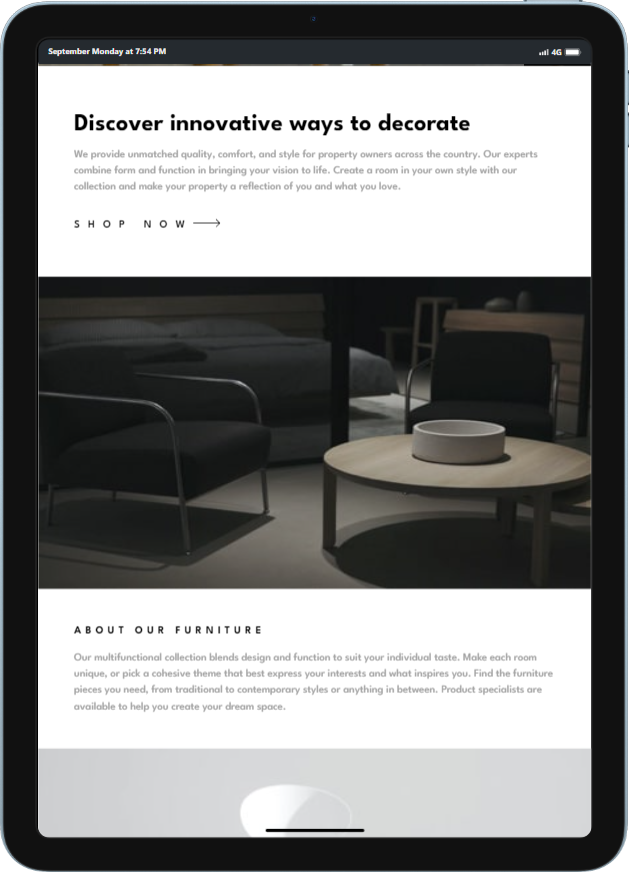 September Monday at 7:54 PM
4G
Discover innovative ways to decorate
We provide unmatched quality, comfort, and style for property owners across the country. Our experts
combine form and function in bringing your vision to life. Create a room in your own style with our
collection and make your property a reflection of you and what you love.
SHOP NOW
ABOUT OUR FURNITURE
Our multifunctional collection blends design and function to suit your individual taste. Make each room
unique, or pick a cohesive theme that best express your interests and what inspires you. Find the furniture
pieces you need, from traditional to contemporary styles or anything in between. Product specialists are
available to help you create your dream space.